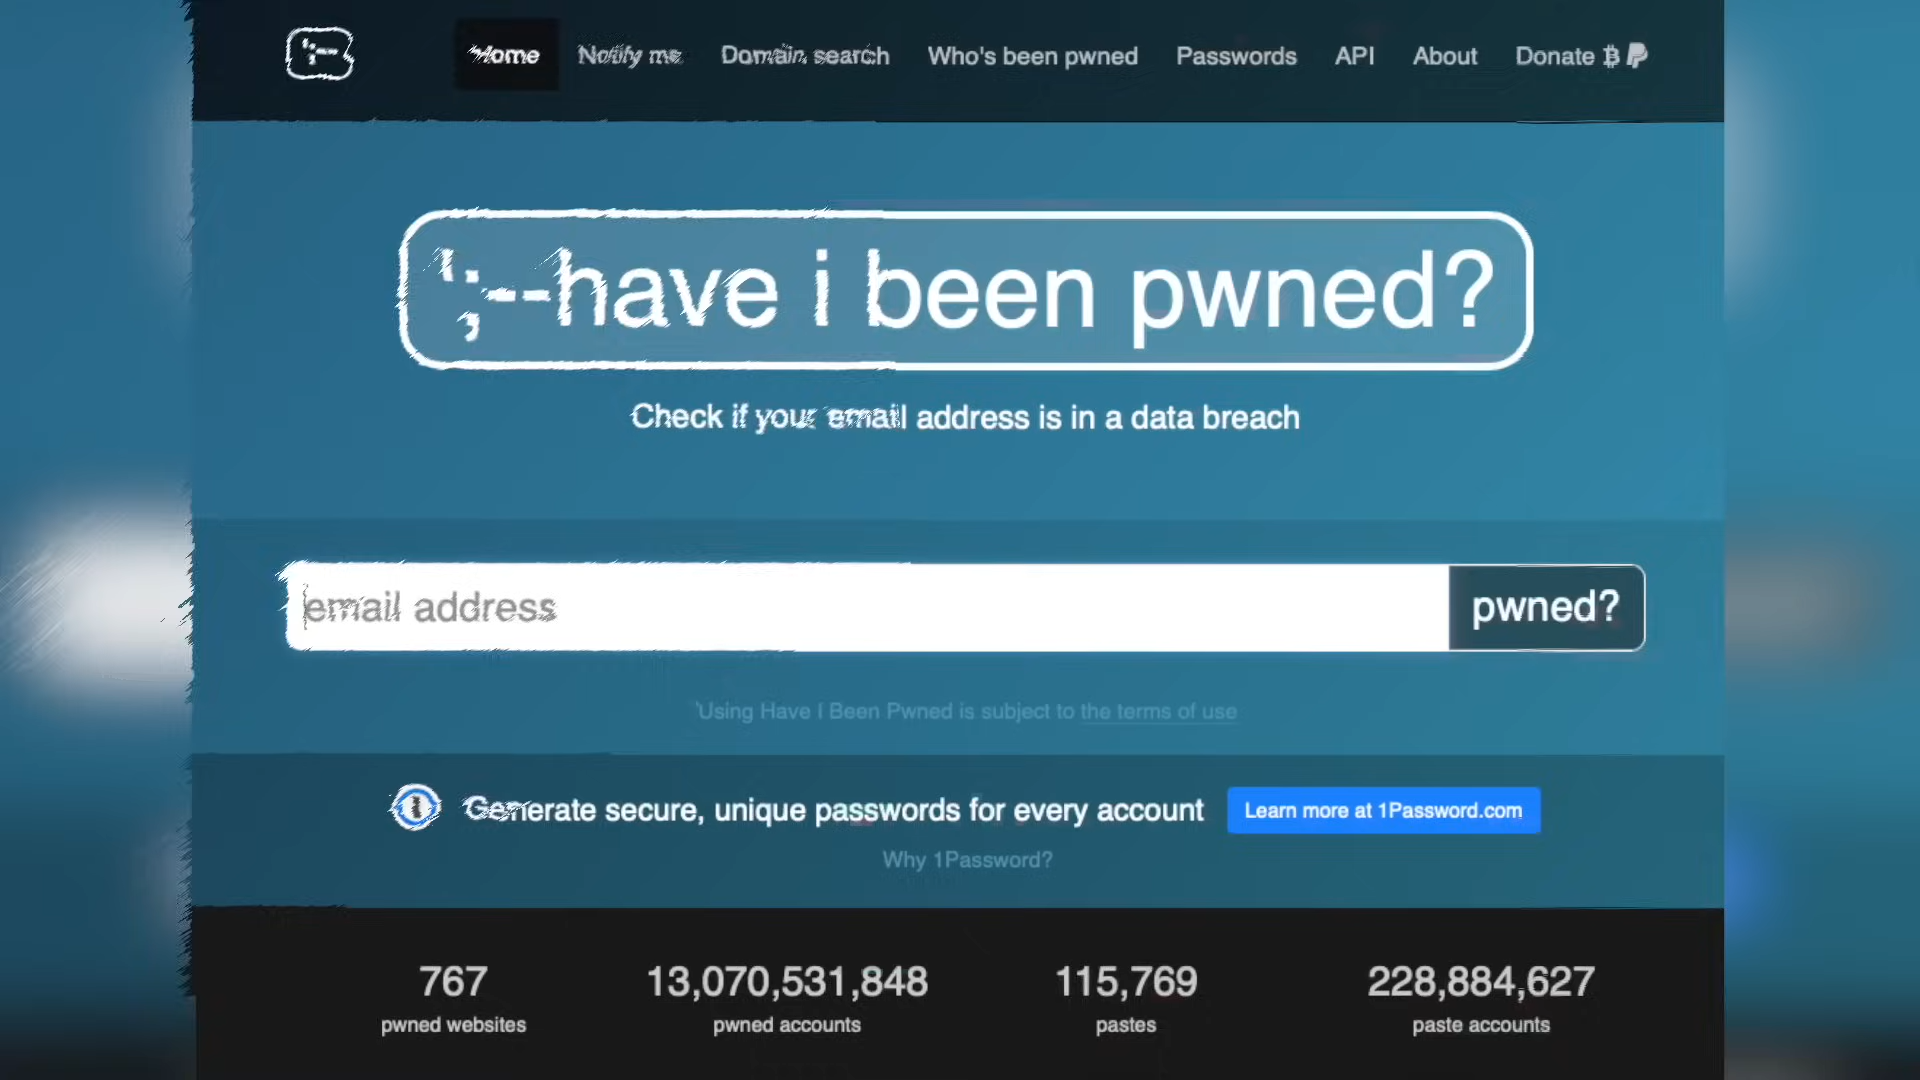 Home Notify me Domain search Who's been pwned Passwords API About Donate
';--have i been pwned?
Check if your email address is in a data breach
email address pwned?
Using Have I Been Pwned is subject to the terms of use
Generate secure, unique passwords for every account Learn more at 1Password.com
Why 1Password?
767 13,070,531,848 115,769 228,884,627
pwned websites pwned accounts pastes paste accounts